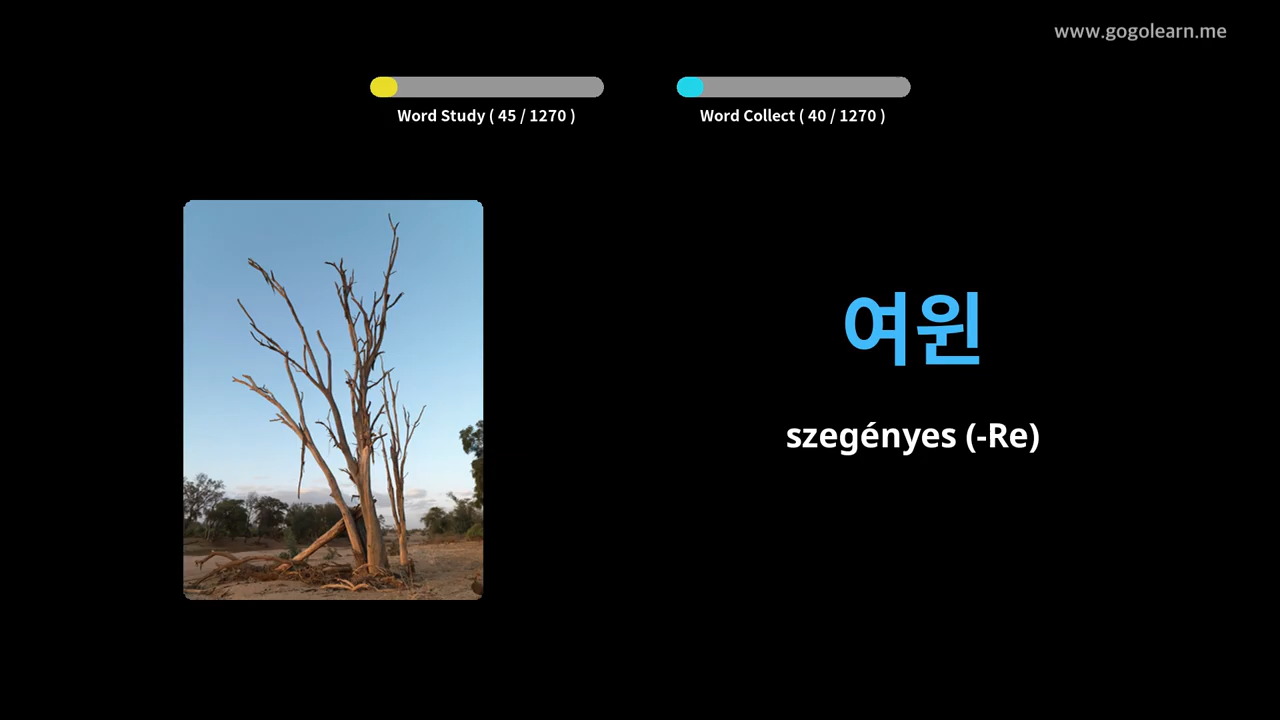 www.gogolearn.me
Word Study ( 45 / 1270 )
Word Collect ( 40 / 1270 )
여윈
szegényes (-Re)